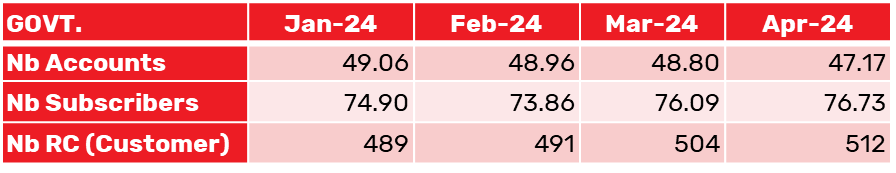 GOVT. Jan-24 Feb-24 Mar-24 Apr-24
Nb Accounts 49.06 48.96 48.80 47.17
Nb Subscribers 74.90 73.86 76.09 76.73
Nb RC (Customer) 489 491 504 512